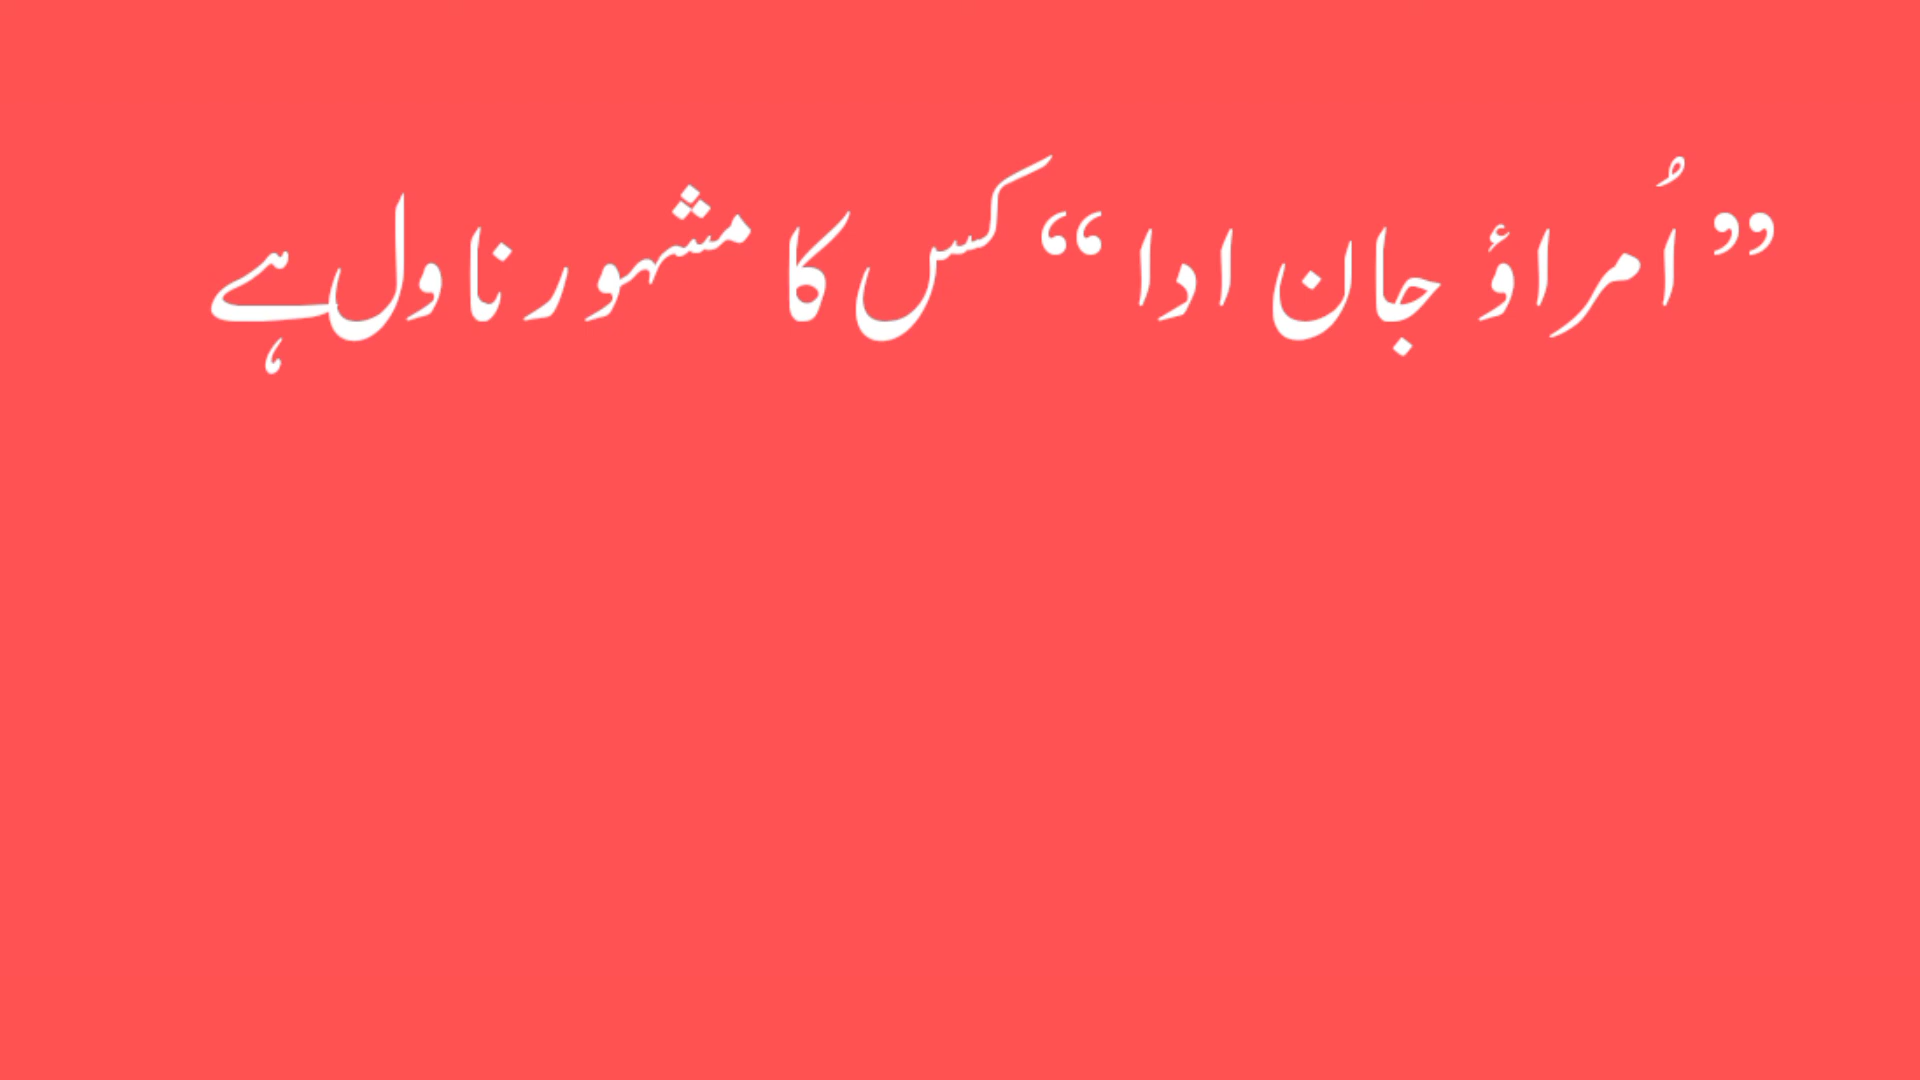 ”اُمراؤ جان ادا“ کس کا مشہور ناول ہے